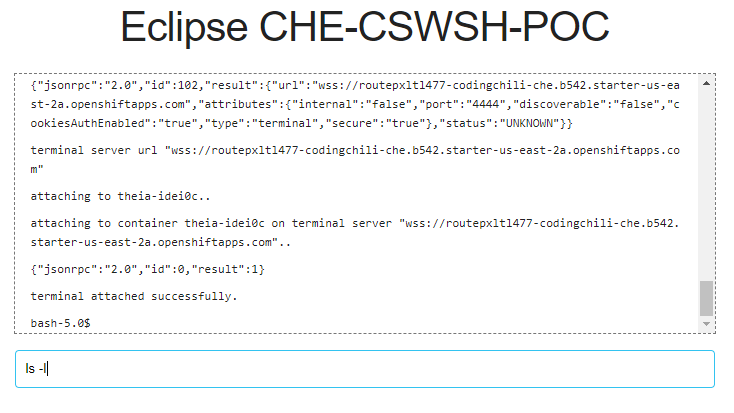 Eclipse CHE-CSWSH-POC
{"jsonrpc":"2.0","id":102,"result":{"url":"wss://routepxltl477-codingchili-che.b542.starter-us-ea
st-2a.openshiftapps.com","attributes":{"internal":"false","port":"4444","discoverable":"false","c
ookiesAuthEnabled":"true","type":"terminal","secure":"true"},"status":"UNKNOWN"}}
terminal server url "wss://routepxltl477-codingchili-che.b542.starter-us-east-2a.openshiftapps.co
m"
attaching to theia-idei0c..
attaching to container theia-idei0c on terminal server "wss://routepxltl477-codingchili-che.b542.
starter-us-east-2a.openshiftapps.com"..
{"jsonrpc":"2.0","id":0,"result":1}
terminal attached successfully.
bash-5.0$
ls -l